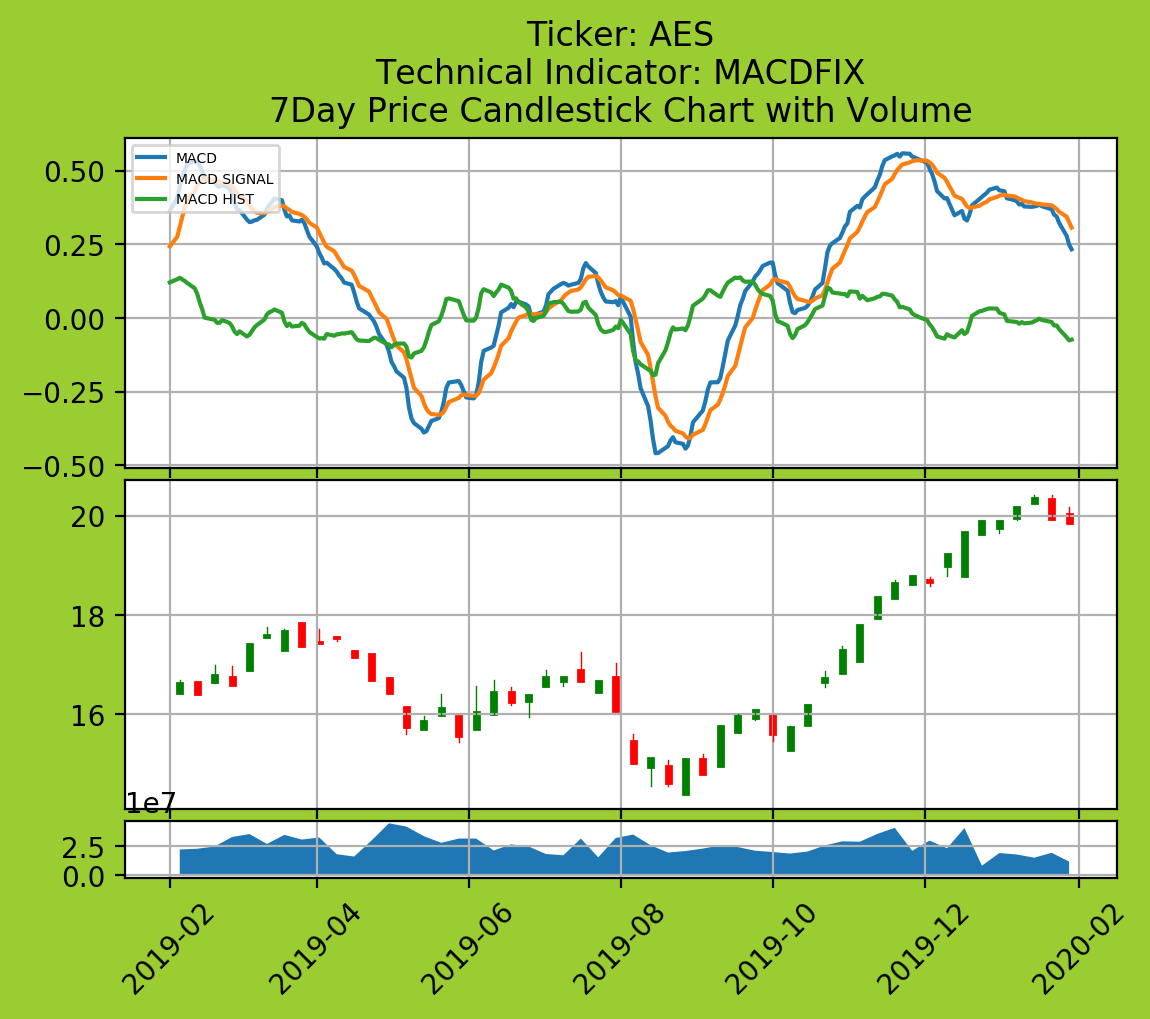 Ticker: AES
Technical Indicator: MACDFIX
7Day Price Candlestick Chart with Volume
MACD
MACD SIGNAL
MACD HIST
0.50
0.25
0.00
−0.25
−0.50
20
18
16
1e7
2.5
0.0
2019-02
2019-04
2019-06
2019-08
2019-10
2019-12
2020-02